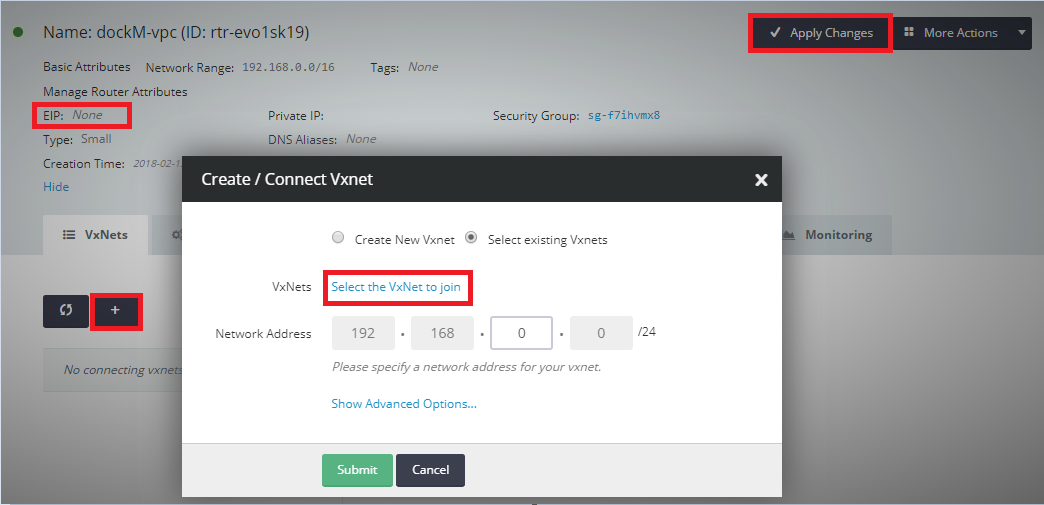 Name: dockM-vpc (ID: rtr-evo1sk19)
Apply Changes
More Actions
Basic Attributes Network Range: 192.168.0.0/16 Tags: None
Manage Router Attributes
EIP: None Private IP: Security Group: sg-f7ihvmx8
Type: Small DNS Aliases: None
Creation Time: 2018-02-1
Hide
VxNets
Monitoring
+
No connecting vxnets
Create / Connect Vxnet
X
Create New Vxnet Select existing Vxnets
VxNets Select the VxNet to join
Network Address 192 . 168 . 0 . 0 /24
Please specify a network address for your vxnet.
Show Advanced Options...
Submit Cancel